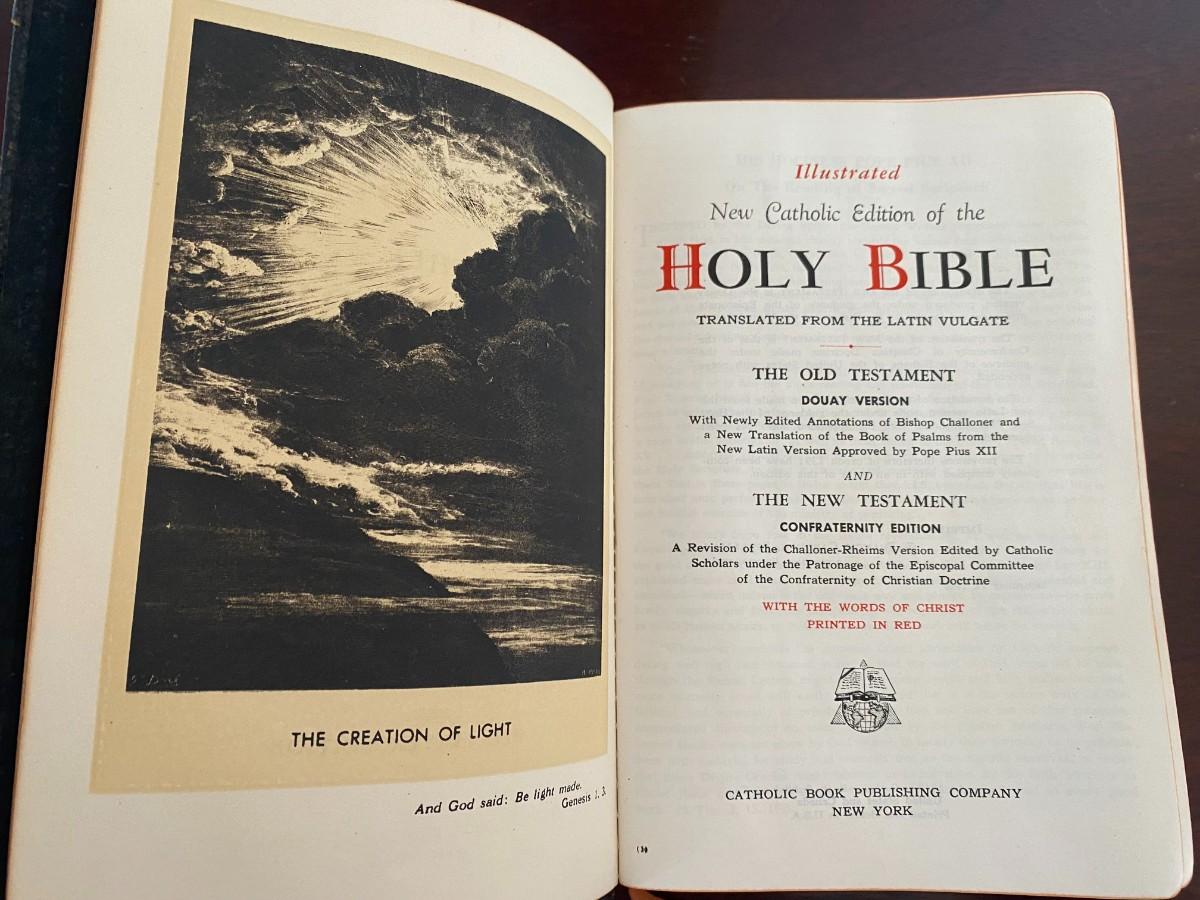 THE CREATION OF LIGHT
And God said: Be light made.
Genesis 1. 3.
Illustrated
New Catholic Edition of the
HOLY BIBLE
TRANSLATED FROM THE LATIN VULGATE
THE OLD TESTAMENT
DOUAY VERSION
With Newly Edited Annotations of Bishop Challoner and
a New Translation of the Book of Psalms from the
New Latin Version Approved by Pope Pius XII
AND
THE NEW TESTAMENT
CONFRATERNITY EDITION
A Revision of the Challoner-Rheims Version Edited by Catholic
Scholars under the Patronage of the Episcopal Committee
of the Confraternity of Christian Doctrine
WITH THE WORDS OF CHRIST
PRINTED IN RED
CATHOLIC BOOK PUBLISHING COMPANY
NEW YORK